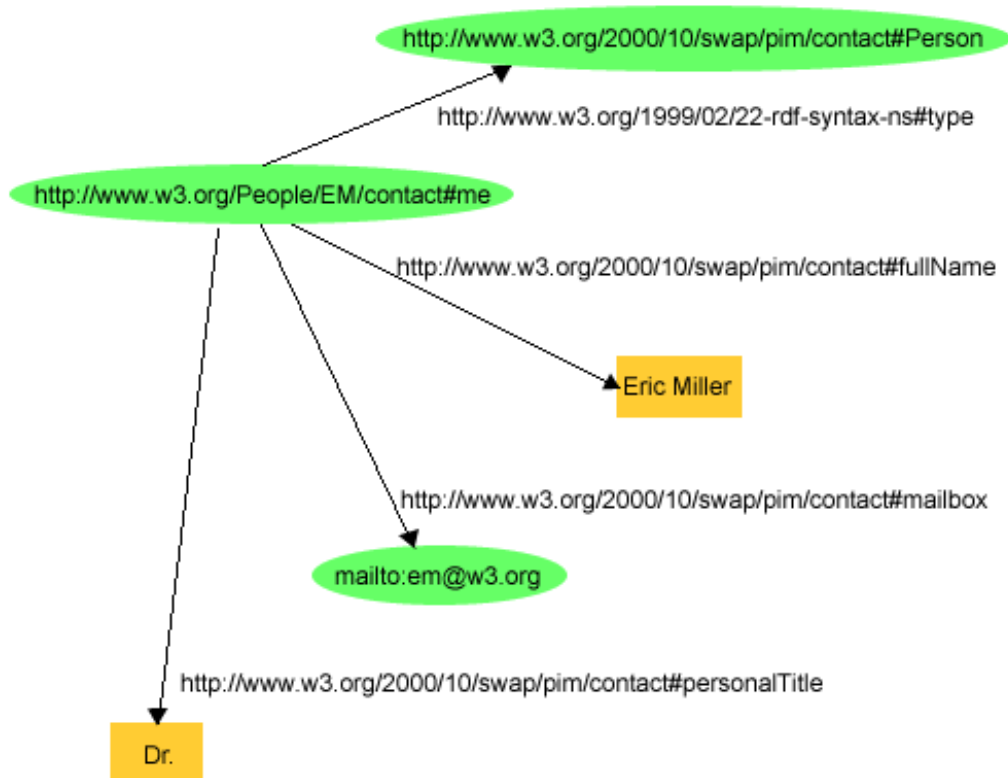 http://www.w3.org/2000/10/swap/pim/contact#Person
http://www.w3.org/1999/02/22-rdf-syntax-ns#type
http://www.w3.org/People/EM/contact#me
http://www.w3.org/2000/10/swap/pim/contact#fullName
Eric Miller
http://www.w3.org/2000/10/swap/pim/contact#mailbox
mailto:em@w3.org
http://www.w3.org/2000/10/swap/pim/contact#personalTitle
Dr.